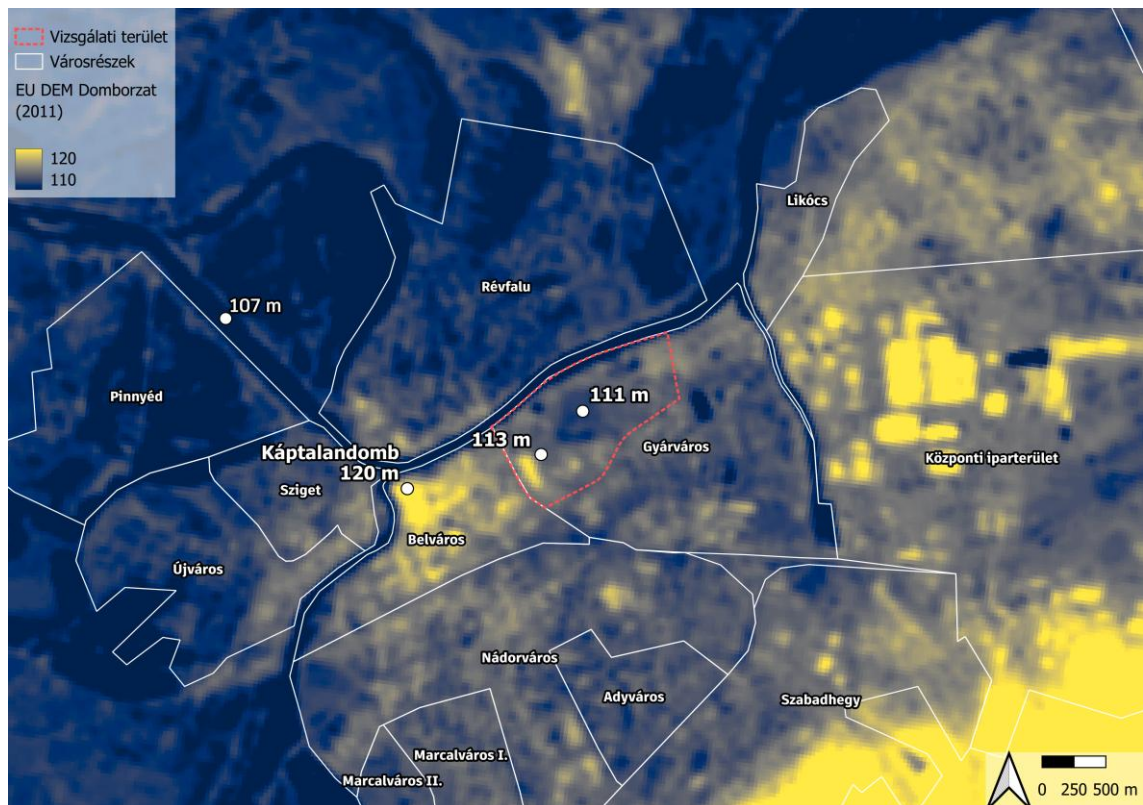 Vizsgálati terület
Városrészek
EU DEM Domborzat
(2011)
120
110
Likócs
Révfalu
107 m
Pinnyéd
111 m
113 m
Káptalandomb
120 m
Gyárváros
Központi iparterület
Sziget
Belváros
Újváros
Nádorváros
Adyváros
Szabadhegy
Marcalváros I.
Marcalváros II.
0 250 500 m